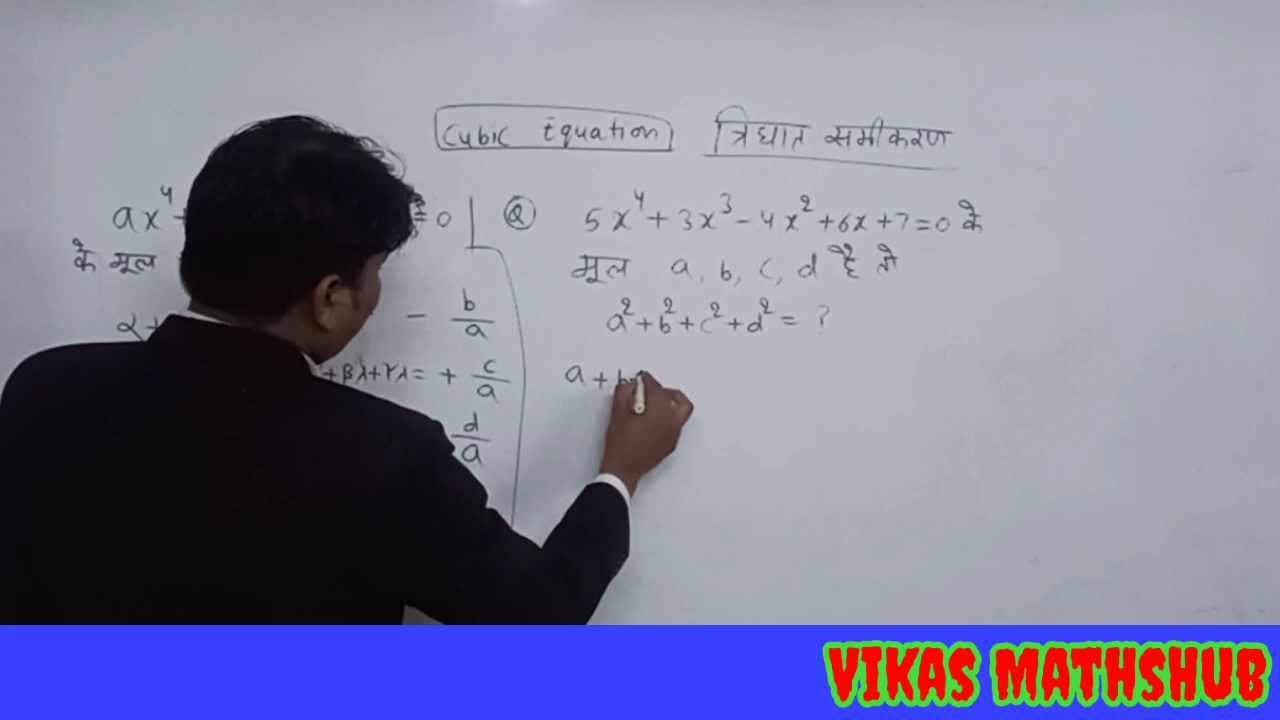 Cubic Equation त्रिघात समीकरण
ax⁴ = 0
के मूल
α+ - b/a
+βλ+γλ = + c/a
d/a
Q 5x⁴+3x³-4x²+6x+7=0 के
मूल a, b, c, d है तो
a²+b²+c²+d² = ?
a+b
VIKAS MATHSHUB